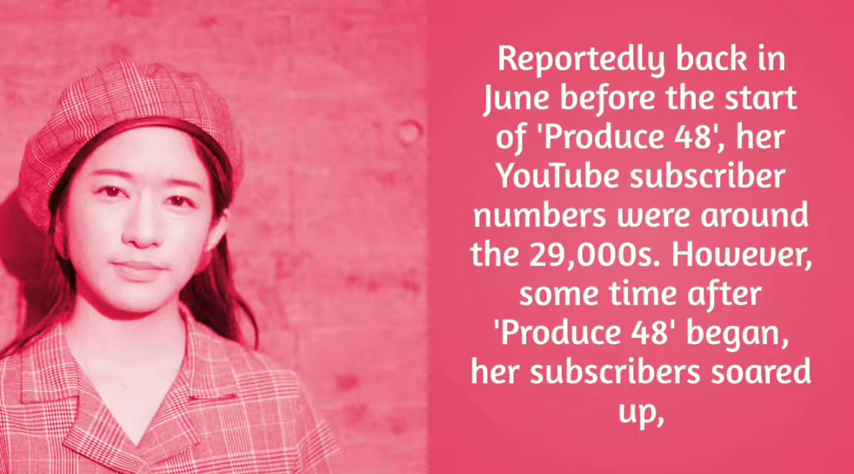 Reportedly back in
June before the start
of 'Produce 48', her
YouTube subscriber
numbers were around
the 29,000s. However,
some time after
'Produce 48' began,
her subscribers soared
up,